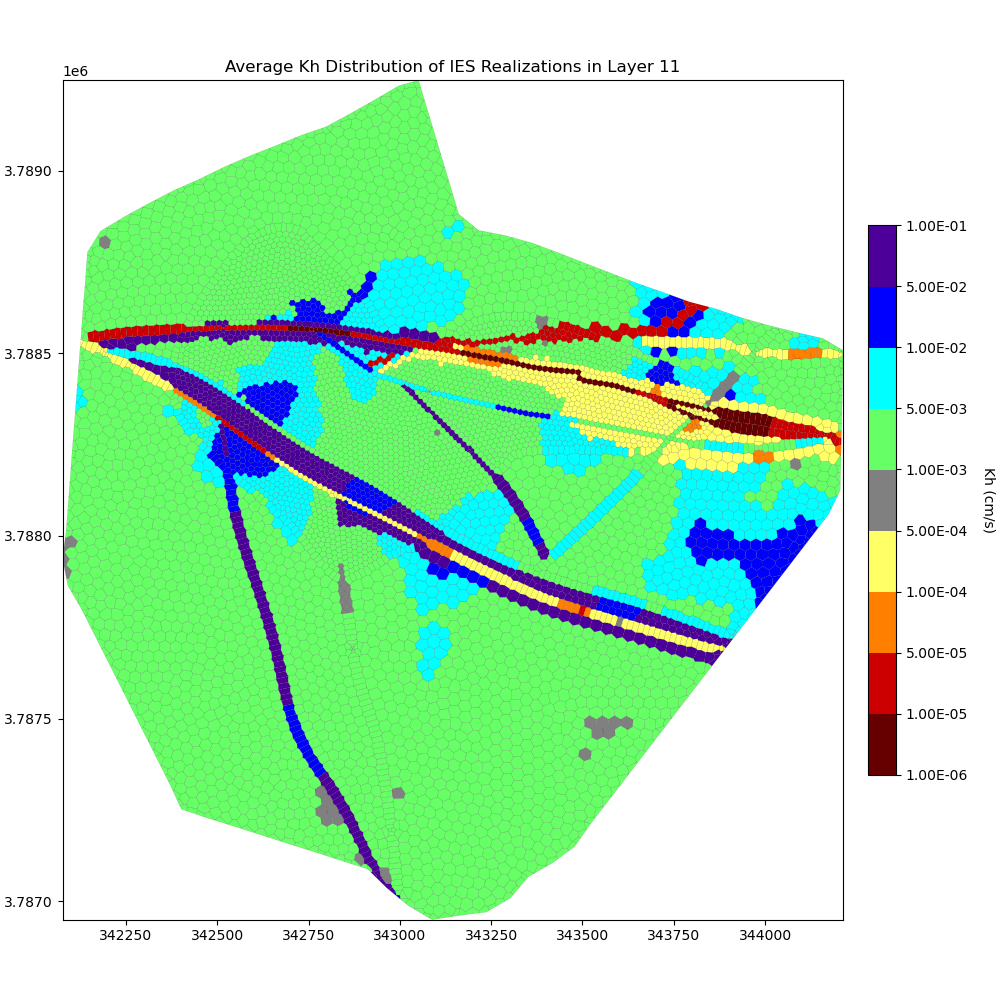 Average Kh Distribution of IES Realizations in Layer 11
1e6
3.7890
3.7885
3.7880
3.7875
3.7870
342250 342500 342750 343000 343250 343500 343750 344000
1.00E-01
5.00E-02
1.00E-02
5.00E-03
1.00E-03
5.00E-04
1.00E-04
5.00E-05
1.00E-05
1.00E-06
Kh (cm/s)